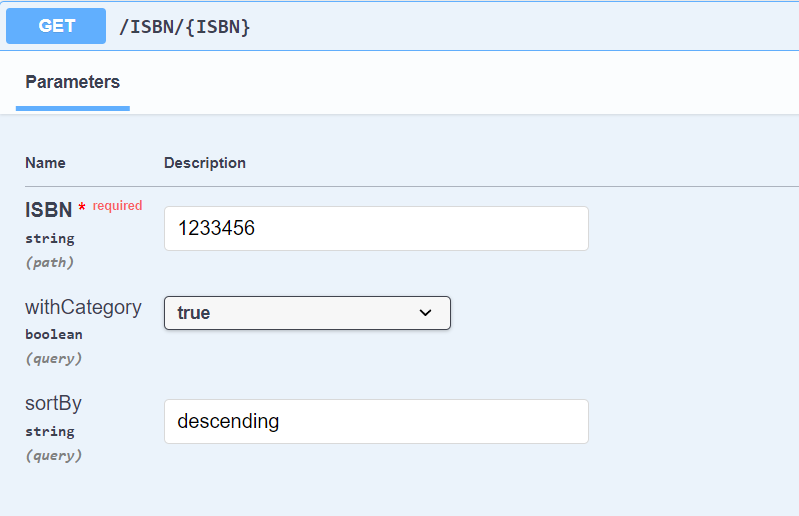 GET /ISBN/{ISBN}
Parameters
Name Description
ISBN * required
string
(path)
1233456
withCategory
boolean
(query)
true
sortBy
string
(query)
descending